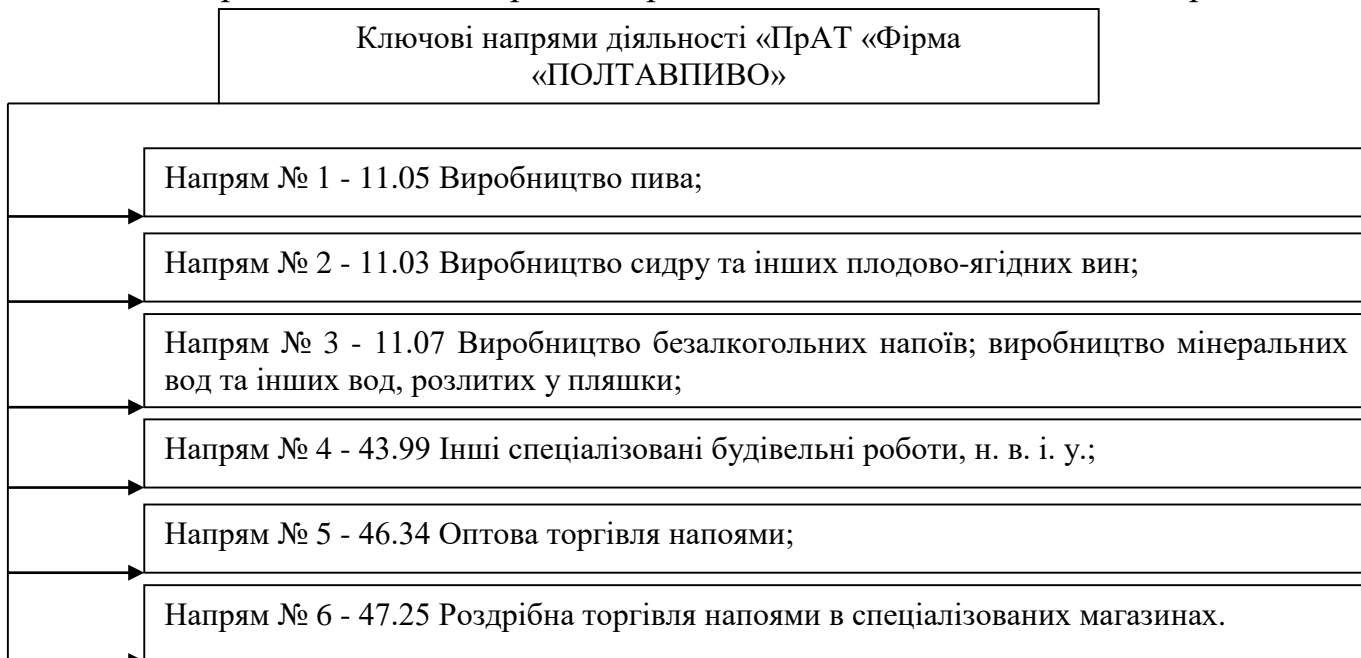 Ключові напрями діяльності «ПрАТ «Фірма
«ПОЛТАВПИВО»
Напрям № 1 - 11.05 Виробництво пива;
Напрям № 2 - 11.03 Виробництво сидру та інших плодово-ягідних вин;
Напрям № 3 - 11.07 Виробництво безалкогольних напоїв; виробництво мінеральних
вод та інших вод, розлитих у пляшки;
Напрям № 4 - 43.99 Інші спеціалізовані будівельні роботи, н. в. і. у.;
Напрям № 5 - 46.34 Оптова торгівля напоями;
Напрям № 6 - 47.25 Роздрібна торгівля напоями в спеціалізованих магазинах.